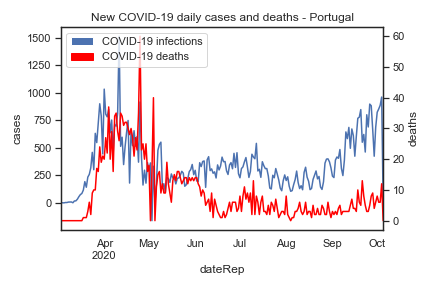 New COVID-19 daily cases and deaths - Portugal
COVID-19 infections
COVID-19 deaths
1500
1250
1000
750
500
250
0
cases
60
50
40
30
20
10
0
deaths
Apr
2020
May
Jun
Jul
Aug
Sep
Oct
dateRep